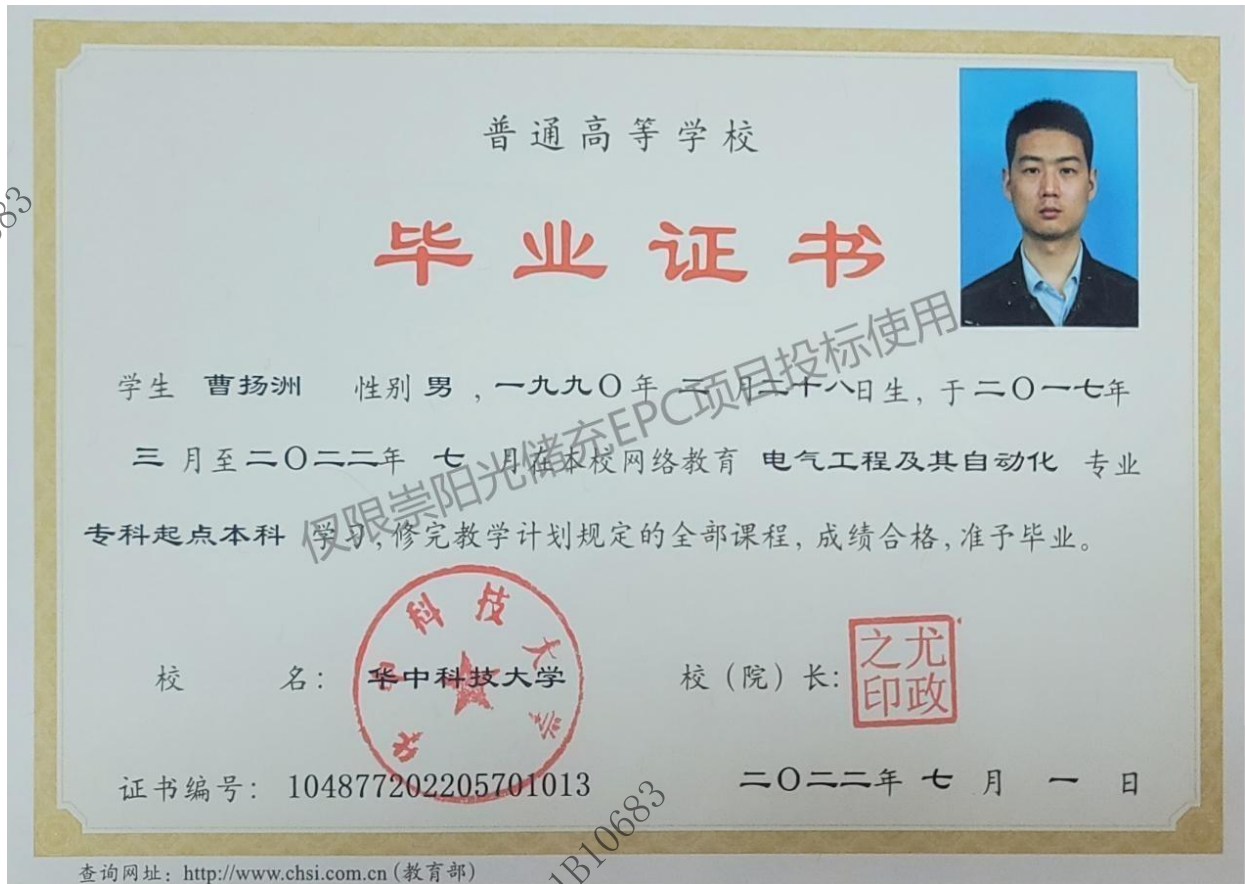 普通高等学校
毕业证书
学生 曹扬洲 性别 男 ,一九九〇年 二 月二十八日生, 于二〇一七年
三 月至二〇二二年 七 月在本校网络教育 电气工程及其自动化 专业
专科起点本科 学习,修完教学计划规定的全部课程, 成绩合格,准予毕业。
仅限崇阳光储充EPC项目投标使用
华中科技大学
校 名: 华中科技大学 校 (院) 长: 尤政之印
证书编号: 104877202205701013 二〇二二年 七 月 一 日
查询网址: http://www.chsi.com.cn (教育部)
1B10683